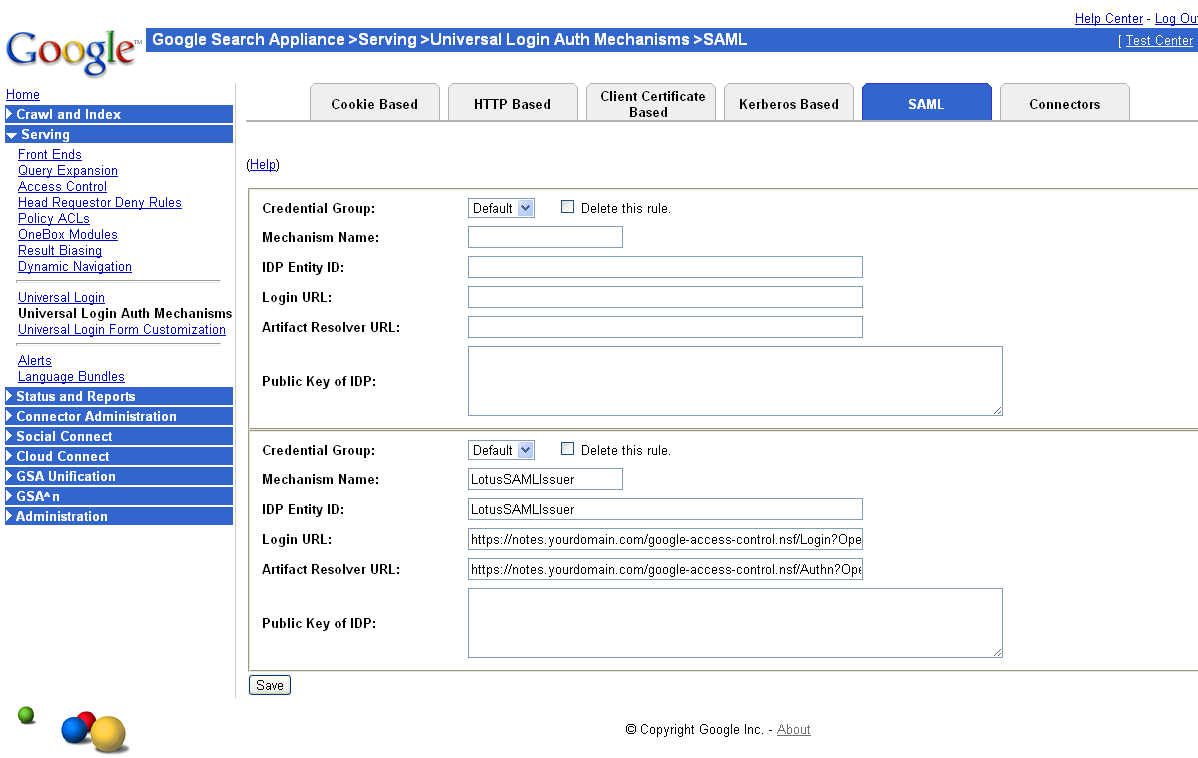 Help Center - Log Ou
Google™
Google Search Appliance >Serving >Universal Login Auth Mechanisms >SAML
[ Test Center
Home
Crawl and Index
Serving
Front Ends
Query Expansion
Access Control
Head Requestor Deny Rules
Policy ACLs
OneBox Modules
Result Biasing
Dynamic Navigation
Universal Login
Universal Login Auth Mechanisms
Universal Login Form Customization
Alerts
Language Bundles
Status and Reports
Connector Administration
Social Connect
Cloud Connect
GSA Unification
GSA^n
Administration
Cookie Based
HTTP Based
Client Certificate
Based
Kerberos Based
SAML
Connectors
(Help)
Credential Group: Default Delete this rule.
Mechanism Name:
IDP Entity ID:
Login URL:
Artifact Resolver URL:
Public Key of IDP:
Credential Group: Default Delete this rule.
Mechanism Name: LotusSAMLIssuer
IDP Entity ID: LotusSAMLIssuer
Login URL: https://notes.yourdomain.com/google-access-control.nsf/Login?Ope
Artifact Resolver URL: https://notes.yourdomain.com/google-access-control.nsf/Authn?Ope
Public Key of IDP:
Save
© Copyright Google Inc. - About